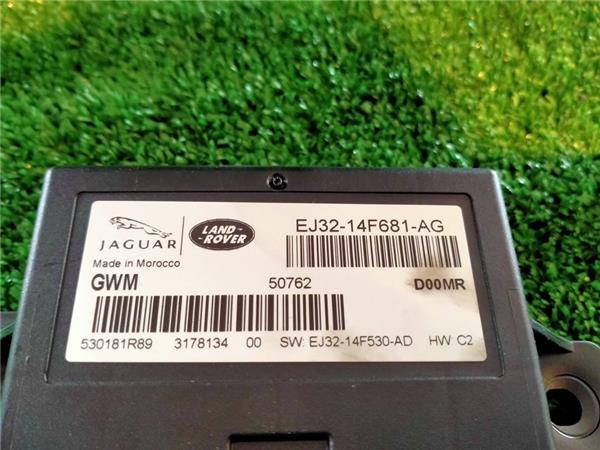 JAGUAR
LAND-
-ROVER
EJ32-14F681-AG
Made in Morocco
GWM 50762 D00MR
530181R89 3178134 00 SW: EJ32-14F530-AD HW C2